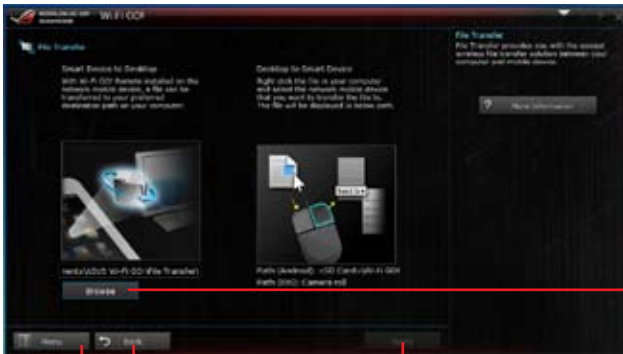 Wi-Fi GO!
File Transfer
Smart Device to Desktop
With Wi-Fi GO! Remote installed on the
network mobile device, a file can be
transferred to your preferred
destination path on your computer.
Desktop to Smart Device
Right click the file in your computer
and select the network mobile device
that you want to transfer the file to.
The file will be displayed in below path.
File Transfer
File Transfer provides you with the easiest
wireless file transfer solution between your
computer and mobile device.
More Information
Path (Android): <SD Card>/Wi-Fi GO!
Path (iOS): Camera roll
Browse
Menu
Back